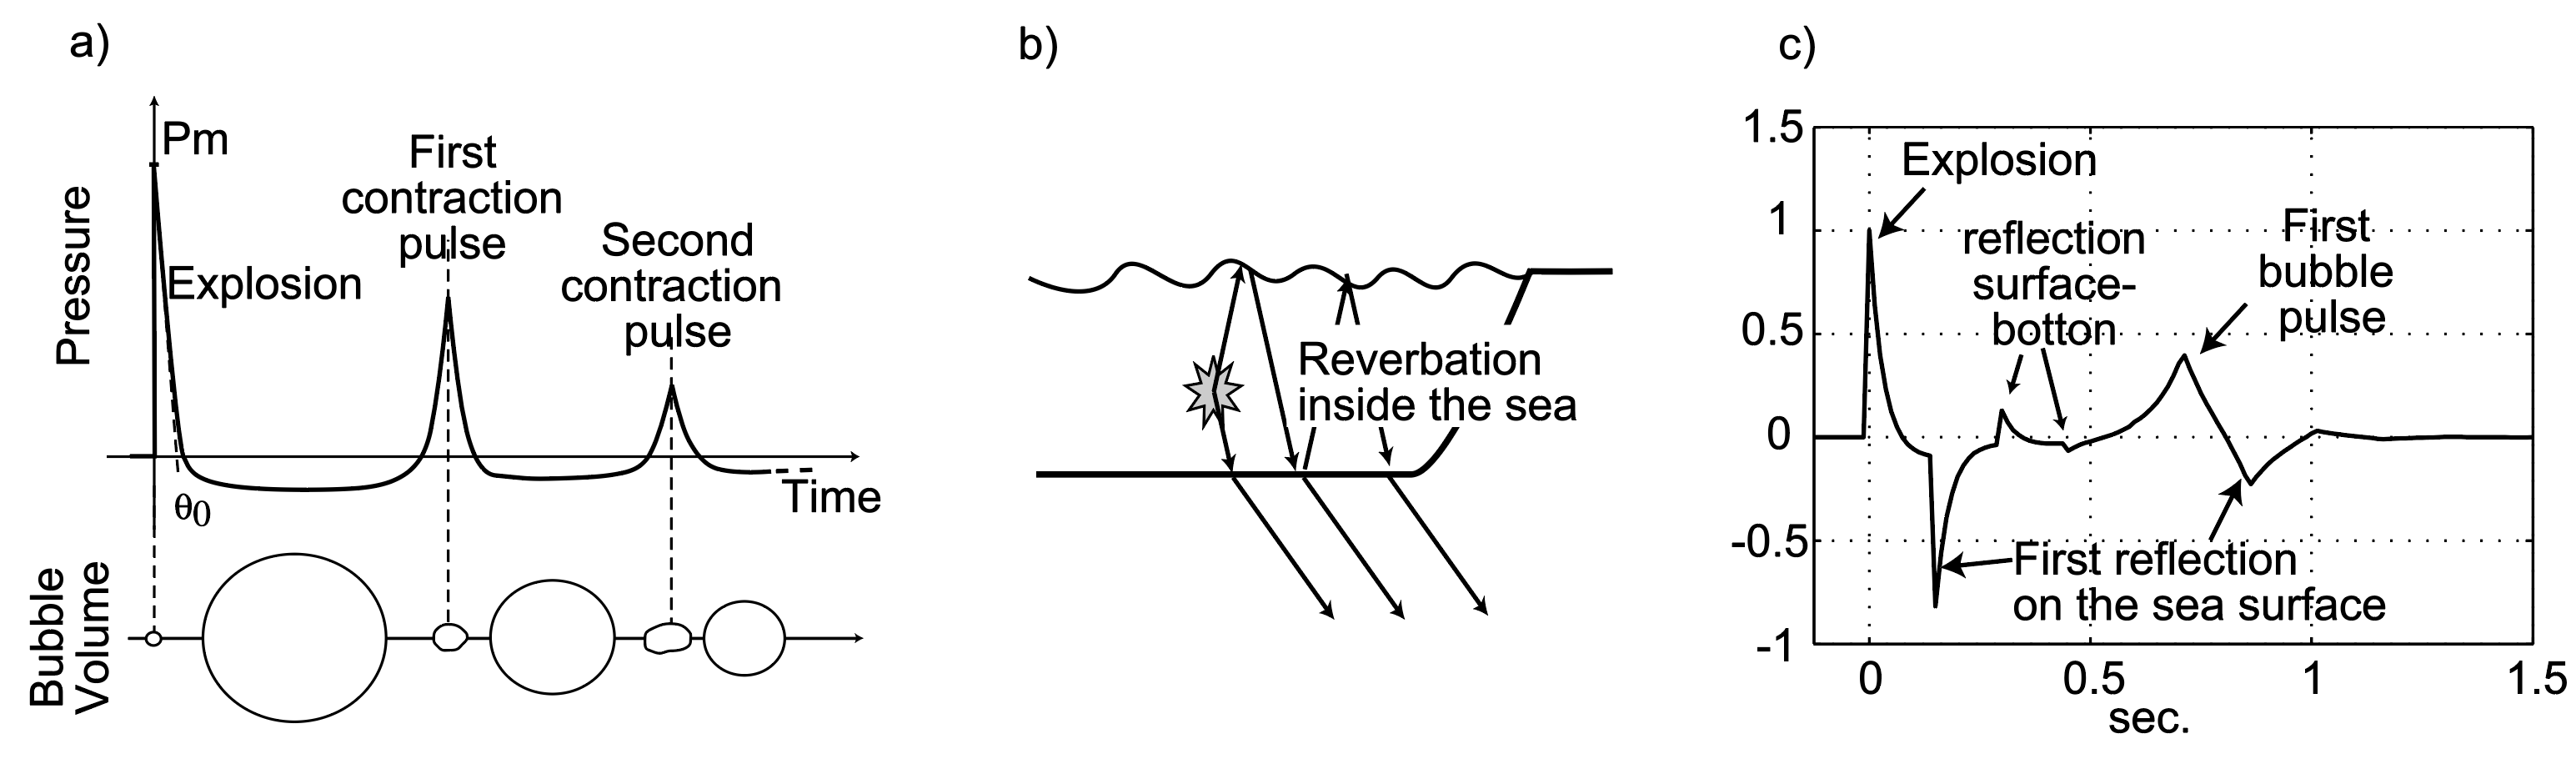 a)
Pm
Pressure
Explosion
First
contraction
pulse
Second
contraction
pulse
θ0
Time
Bubble
Volume
b)
Reverbation
inside the sea
c)
1.5
1
0.5
0
-0.5
-1
Explosion
reflection
surface-
botton
First
bubble
pulse
First reflection
on the sea surface
0
0.5
1
1.5
sec.